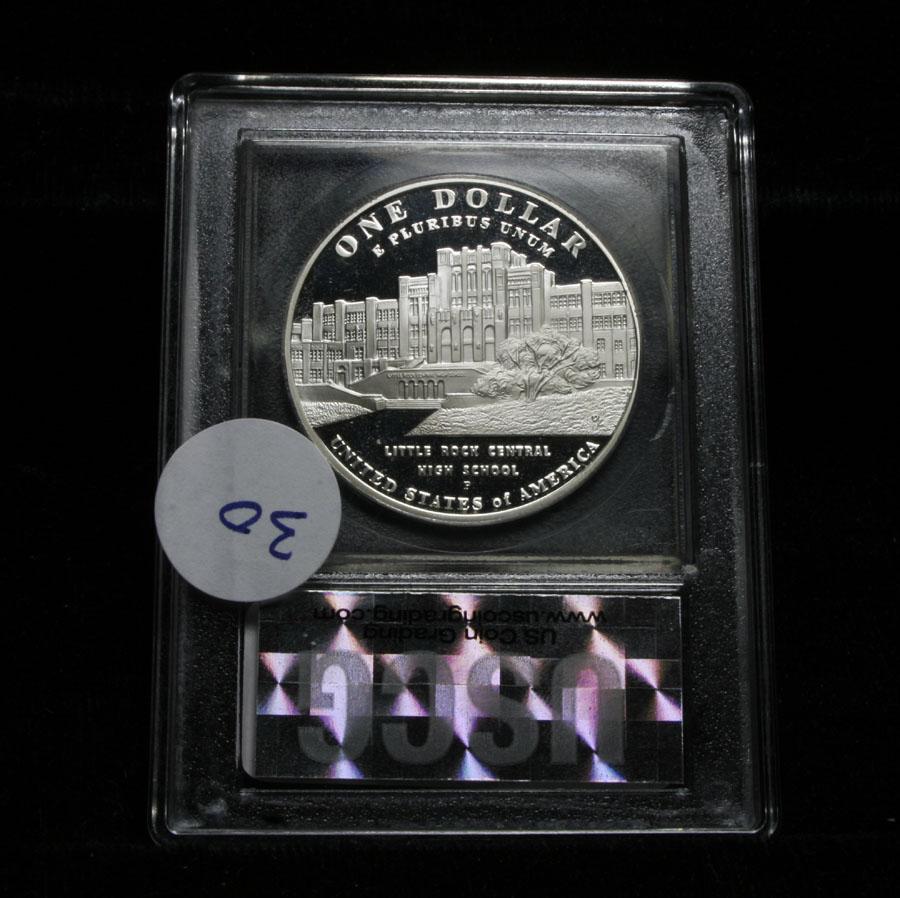 ONE DOLLAR
E PLURIBUS UNUM
LITTLE ROCK CENTRAL
HIGH SCHOOL
P
UNITED STATES of AMERICA
30
USCG
US Coin Grading
www.uscoingrading.com